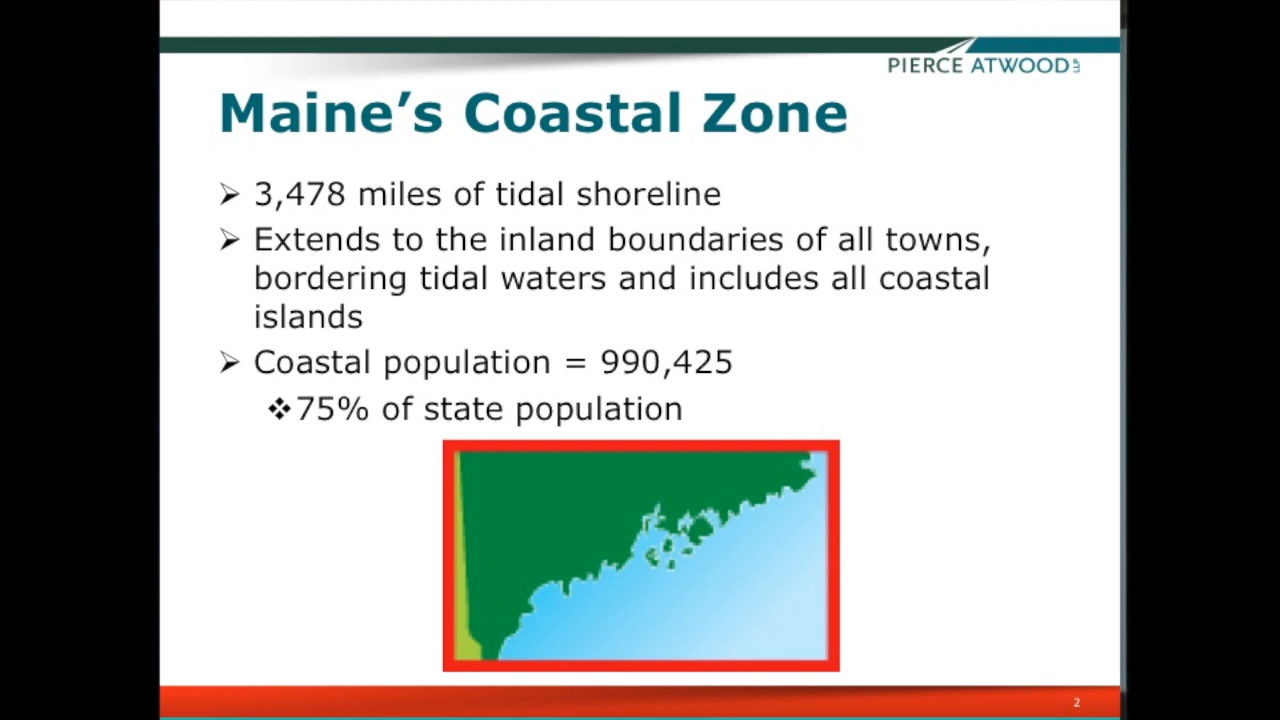 PIERCE ATWOOD LLP
Maine's Coastal Zone
➢ 3,478 miles of tidal shoreline
➢ Extends to the inland boundaries of all towns,
bordering tidal waters and includes all coastal
islands
➢ Coastal population = 990,425
❖75% of state population
2